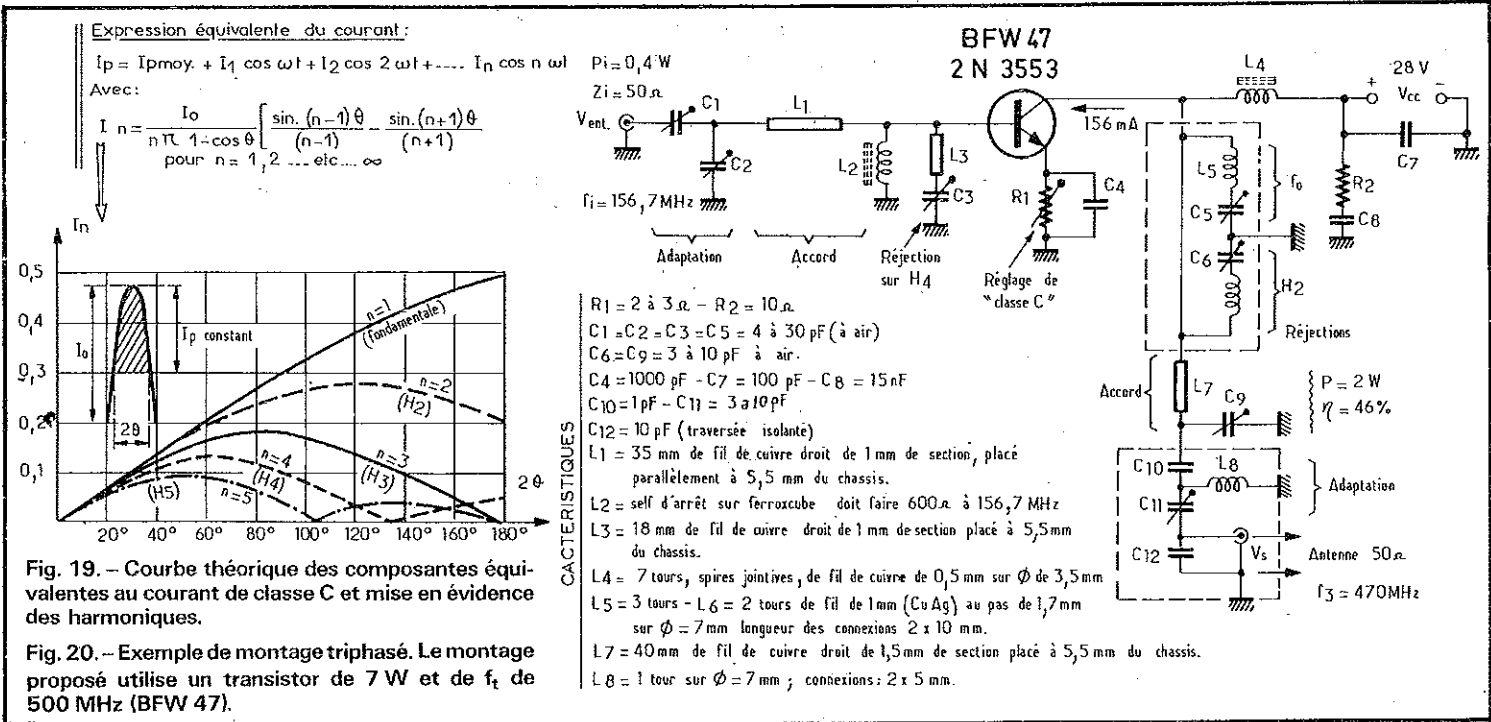 Expression équivalente du courant :
Ip = Ipmoy. + I1 cos ωt + I2 cos 2 ωt + .... In cos n ωt
Avec:
I n = I0 / n π 1 - cos θ [ sin. (n-1) θ / (n-1) - sin. (n+1) θ / (n+1)
pour n = 1, 2 .... etc.... ∞
In
0,5
0,4
0,3
0,2
0,1
I0
Ip constant
2θ
n=1
(fondamentale)
n=2
(H2)
n=3
(H3)
n=4
(H4)
n=5
(H5)
2 θ
20° 40° 60° 80° 100° 120° 140° 160° 180°
Fig. 19. – Courbe théorique des composantes équi-
valentes au courant de classe C et mise en évidence
des harmoniques.
Fig. 20. – Exemple de montage triphasé. Le montage
proposé utilise un transistor de 7 W et de ft de
500 MHz (BFW 47).
Pi = 0,4 W
Zi = 50 Ω
Vent.
C1
C2
fi = 156,7 MHz
Adaptation
L1
Accord
L2
L3
C3
Réjection
sur H4
BFW 47
2 N 3553
R1
C4
Réglage de
"classe C"
156 mA
L4
+ 28 V -
Vcc
C7
R2
C8
L5
C5
f0
C6
H2
Réjections
Accord
L7
C9
P = 2 W
η = 46%
C10
L8
C11
Adaptation
C12
Vs
Antenne 50 Ω
f3 = 470 MHz
CACTERISTIQUES
R1 = 2 à 3 Ω – R2 = 10 Ω
C1 = C2 = C3 = C5 = 4 à 30 pF (à air)
C6 = C9 = 3 à 10 pF à air.
C4 = 1000 pF - C7 = 100 pF - C8 = 15 nF
C10 = 1 pF - C11 = 3 a 10 pF
C12 = 10 pF (traversée isolante)
L1 = 35 mm de fil de cuivre droit de 1 mm de section, placé
parallèlement à 5,5 mm du chassis.
L2 = self d'arrêt sur ferroxcube doit faire 600 Ω à 156,7 MHz
L3 = 18 mm de fil de cuivre droit de 1 mm de section placé à 5,5 mm
du chassis.
L4 = 7 tours, spires jointives, de fil de cuivre de 0,5 mm sur Φ de 3,5 mm
L5 = 3 tours - L6 = 2 tours de fil de 1 mm (Cu Ag) au pas de 1,7 mm
sur Φ = 7 mm longueur des connexions 2 x 10 mm.
L7 = 40 mm de fil de cuivre droit de 1,5 mm de section placé à 5,5 mm du chassis.
L8 = 1 tour sur Φ = 7 mm ; connexions : 2 x 5 mm.